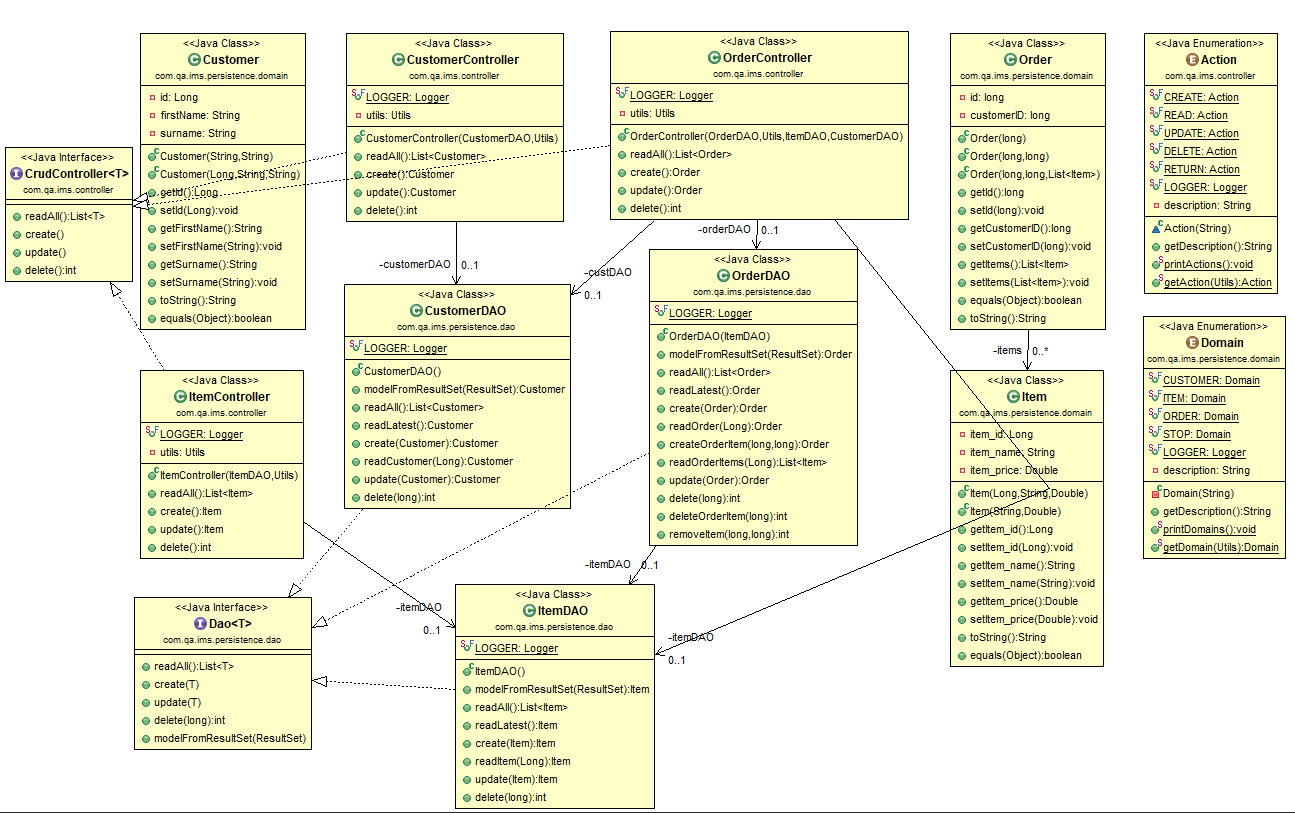 <<Java Interface>>
CrudController<T>
com.qa.ims.controller
readAll():List<T>
create()
update()
delete():int
<<Java Class>>
Customer
com.qa.ims.persistence.domain
id: Long
firstName: String
surname: String
Customer(String,String)
Customer(Long,String,String)
getId():Long
setId(Long):void
getFirstName():String
setFirstName(String):void
getSurname():String
setSurname(String):void
toString():String
equals(Object):boolean
<<Java Class>>
CustomerController
com.qa.ims.controller
LOGGER: Logger
utils: Utils
CustomerController(CustomerDAO,Utils)
readAll():List<Customer>
create():Customer
update():Customer
delete():int
<<Java Class>>
OrderController
com.qa.ims.controller
LOGGER: Logger
utils: Utils
OrderController(OrderDAO,Utils,ItemDAO,CustomerDAO)
readAll():List<Order>
create():Order
update():Order
delete():int
<<Java Class>>
Order
com.qa.ims.persistence.domain
id: long
customerID: long
Order(long)
Order(long,long)
Order(long,long,List<Item>)
getId():long
setId(long):void
getCustomerID():long
setCustomerID(long):void
getItems():List<Item>
setItems(List<Item>):void
equals(Object):boolean
toString():String
<<Java Enumeration>>
Action
com.qa.ims.controller
CREATE: Action
READ: Action
UPDATE: Action
DELETE: Action
RETURN: Action
LOGGER: Logger
description: String
Action(String)
getDescription():String
printActions():void
getAction(Utils):Action
-customerDAO 0..1
-custDAO
0..1
-orderDAO 0..1
-items 0..*
<<Java Class>>
CustomerDAO
com.qa.ims.persistence.dao
LOGGER: Logger
CustomerDAO()
modelFromResultSet(ResultSet):Customer
readAll():List<Customer>
readLatest():Customer
create(Customer):Customer
readCustomer(Long):Customer
update(Customer):Customer
delete(long):int
<<Java Class>>
OrderDAO
com.qa.ims.persistence.dao
LOGGER: Logger
OrderDAO(ItemDAO)
modelFromResultSet(ResultSet):Order
readAll():List<Order>
readLatest():Order
create(Order):Order
readOrder(Long):Order
createOrderItem(long,long):Order
readOrderItems(Long):List<Item>
update(Order):Order
delete(long):int
deleteOrderItem(long):int
removeItem(long,long):int
<<Java Class>>
Item
com.qa.ims.persistence.domain
item_id: Long
item_name: String
item_price: Double
Item(Long,String,Double)
Item(String,Double)
getItem_id():Long
setItem_id(Long):void
getItem_name():String
setItem_name(String):void
getItem_price():Double
setItem_price(Double):void
toString():String
equals(Object):boolean
<<Java Enumeration>>
Domain
com.qa.ims.persistence.domain
CUSTOMER: Domain
ITEM: Domain
ORDER: Domain
STOP: Domain
LOGGER: Logger
description: String
Domain(String)
getDescription():String
printDomains():void
getDomain(Utils):Domain
<<Java Class>>
ItemController
com.qa.ims.controller
LOGGER: Logger
utils: Utils
ItemController(ItemDAO,Utils)
readAll():List<Item>
create():Item
update():Item
delete():int
-itemDAO
0..1
-itemDAO 0..1
-itemDAO
0..1
<<Java Interface>>
Dao<T>
com.qa.ims.persistence.dao
readAll():List<T>
create(T)
update(T)
delete(long):int
modelFromResultSet(ResultSet)
<<Java Class>>
ItemDAO
com.qa.ims.persistence.dao
LOGGER: Logger
ItemDAO()
modelFromResultSet(ResultSet):Item
readAll():List<Item>
readLatest():Item
create(Item):Item
readItem(Long):Item
update(Item):Item
delete(long):int